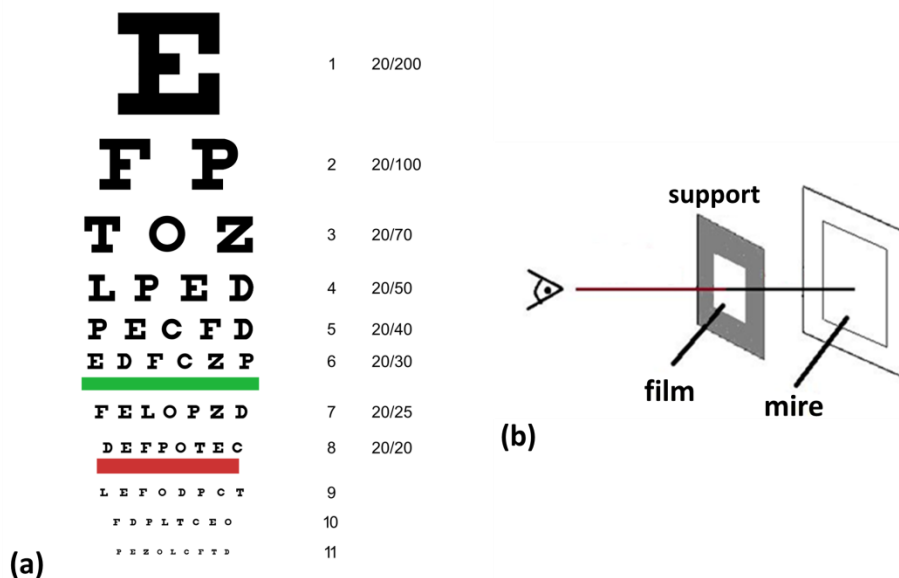 E 1 20/200
F P 2 20/100
T O Z 3 20/70
L P E D 4 20/50
P E C F D 5 20/40
E D F C Z P 6 20/30
F E L O P Z D 7 20/25
D E F P O T E C 8 20/20
L E F O D P C T 9
F D P L T C E O 10
P E Z O L C F T D 11
(a)
support
film
mire
(b)